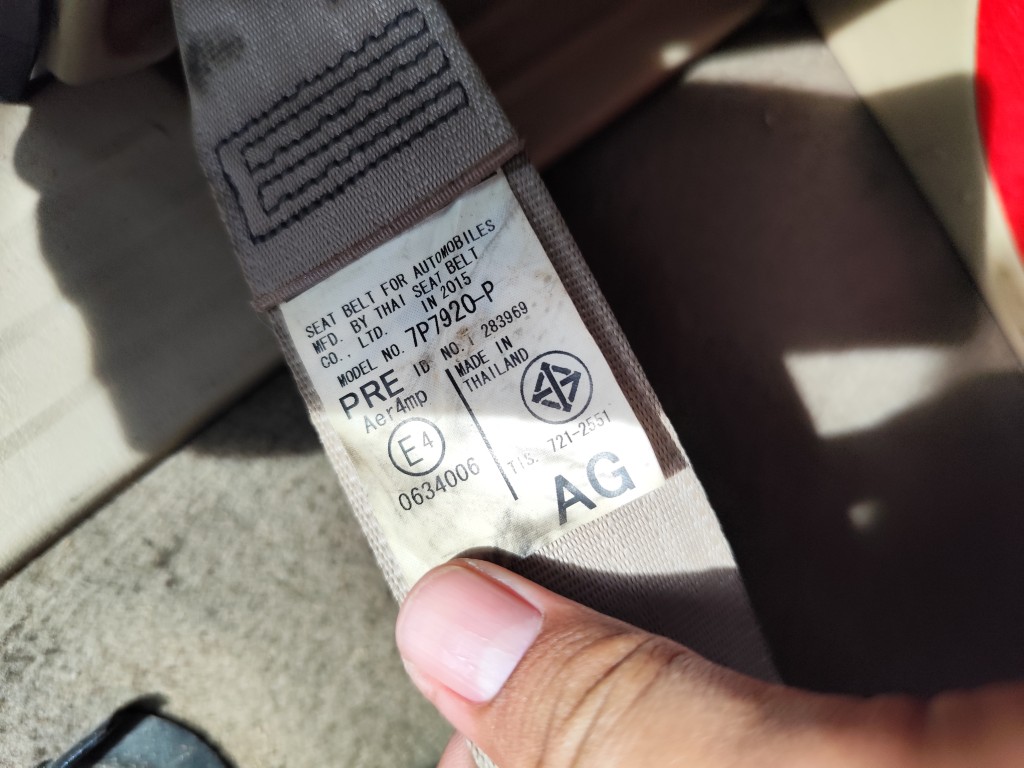 SEAT BELT FOR AUTOMOBILES
MFD. BY THAI SEAT BELT
CO., LTD. IN 2015
MODEL NO. 7P7920-P
PRE ID NO. T 283969
Aer4mp
E4
0634006
MADE IN
THAILAND
TIS. 721-2551
AG